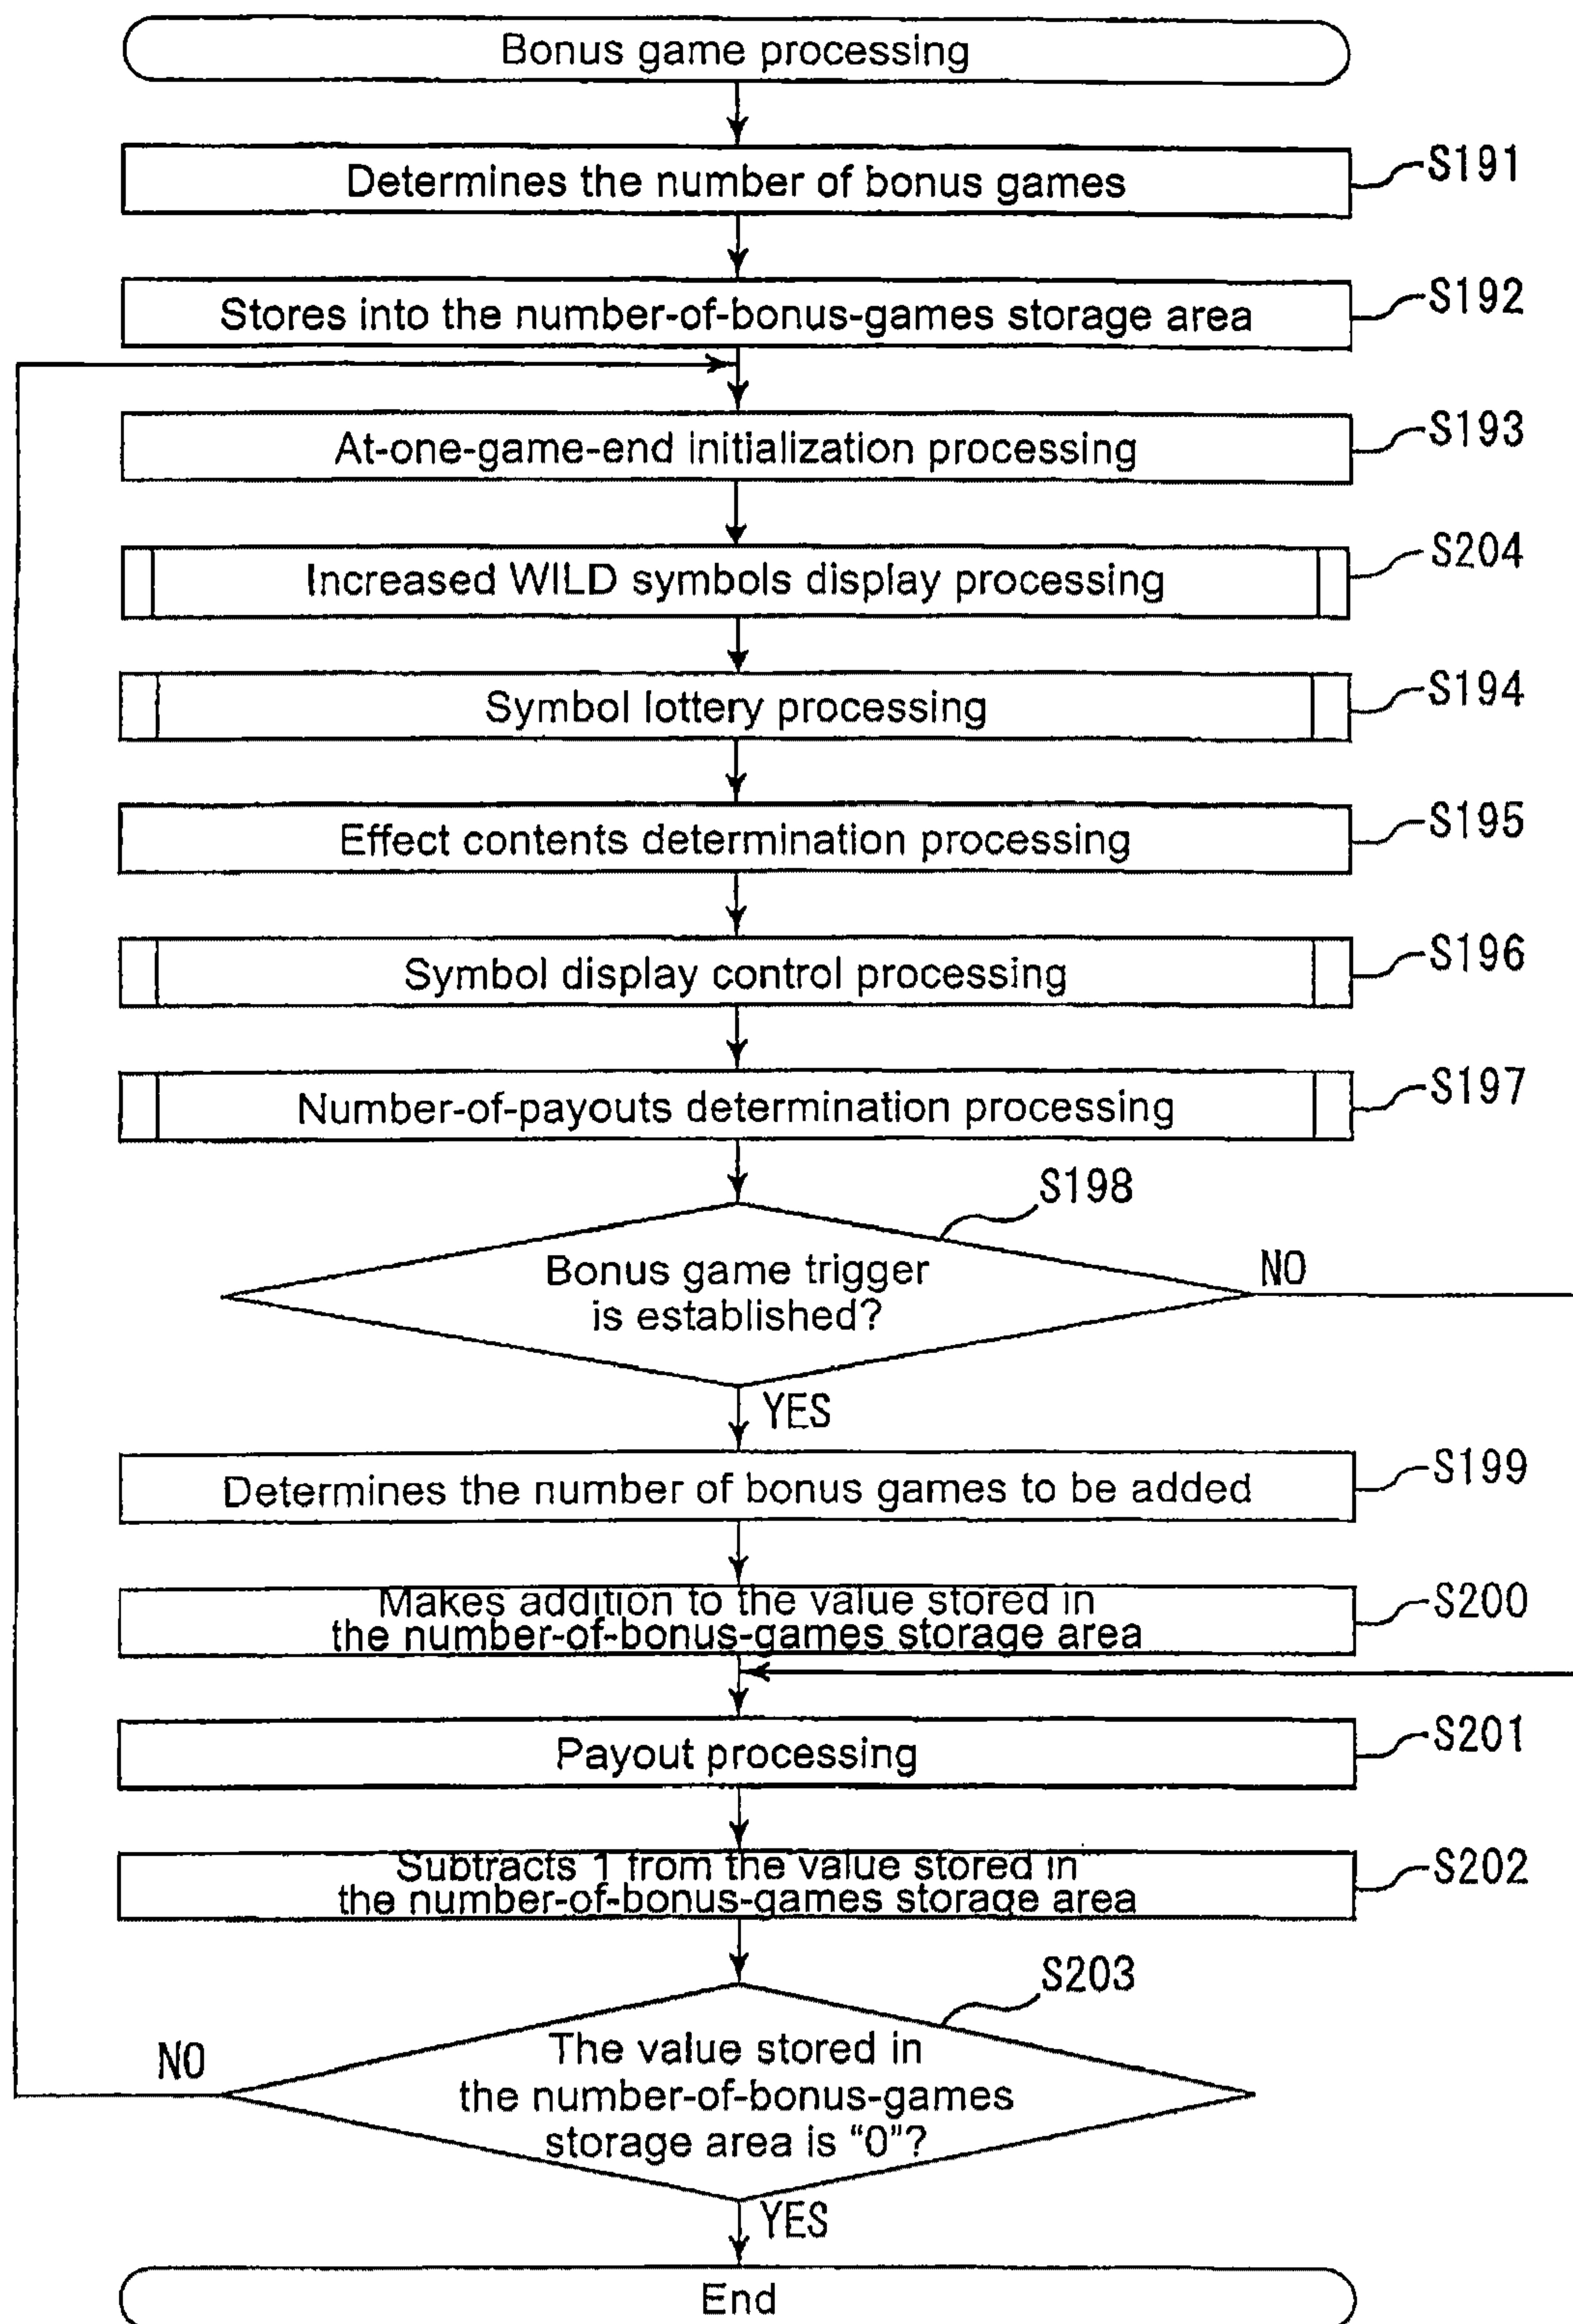 Bonus game processing
Determines the number of bonus games
S191
Stores into the number-of-bonus-games storage area
S192
At-one-game-end initialization processing
S193
Increased WILD symbols display processing
S204
Symbol lottery processing
S194
Effect contents determination processing
S195
Symbol display control processing
S196
Number-of-payouts determination processing
S197
S198
Bonus game trigger
is established?
NO
YES
Determines the number of bonus games to be added
S199
Makes addition to the value stored in
the number-of-bonus-games storage area
S200
Payout processing
S201
Subtracts 1 from the value stored in
the number-of-bonus-games storage area
S202
S203
The value stored in
the number-of-bonus-games
storage area is “0”?
NO
YES
End